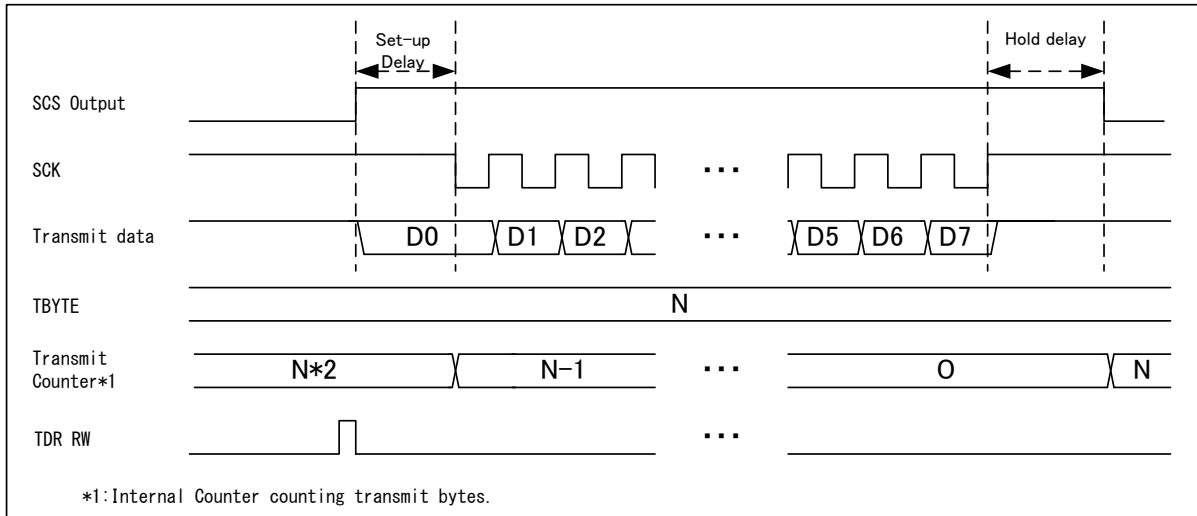 Set-up
Delay
Hold delay
SCS Output
SCK
...
Transmit data
D0
D1
D2
...
D5
D6
D7
TBYTE
N
Transmit
Counter*1
N*2
N-1
...
0
N
TDR RW
...
*1:Internal Counter counting transmit bytes.